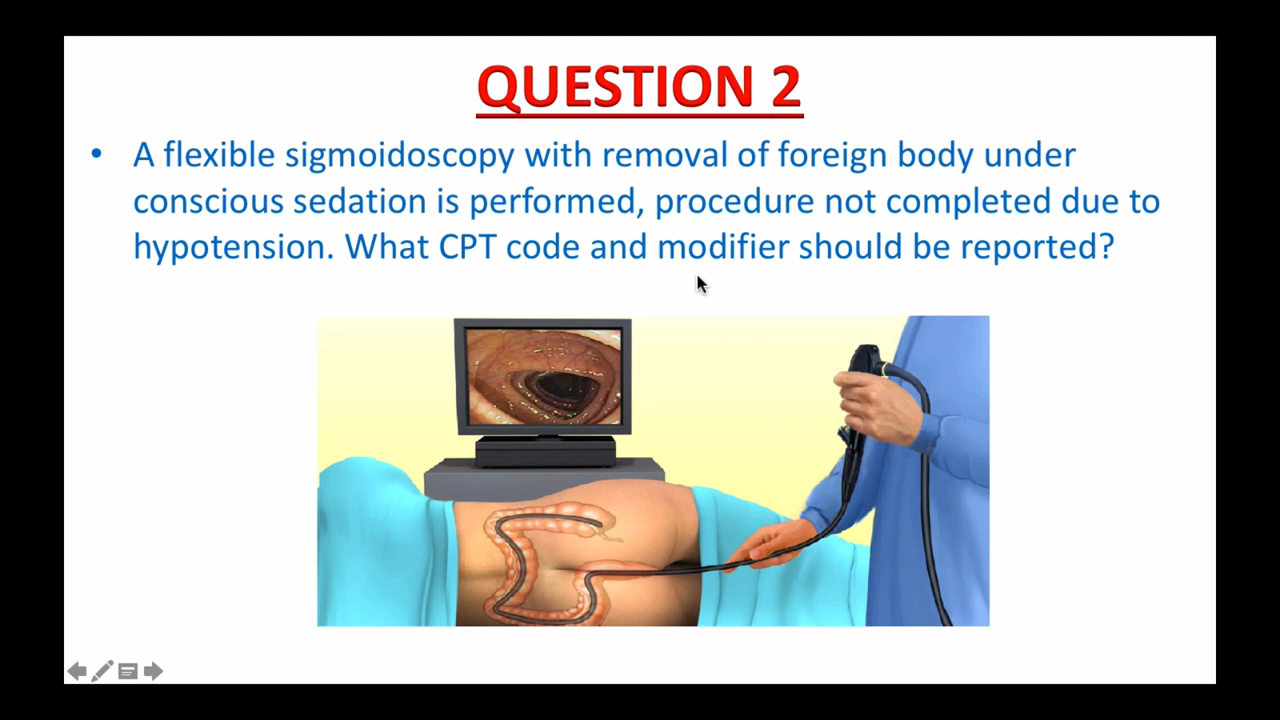 QUESTION 2
• A flexible sigmoidoscopy with removal of foreign body under
conscious sedation is performed, procedure not completed due to
hypotension. What CPT code and modifier should be reported?